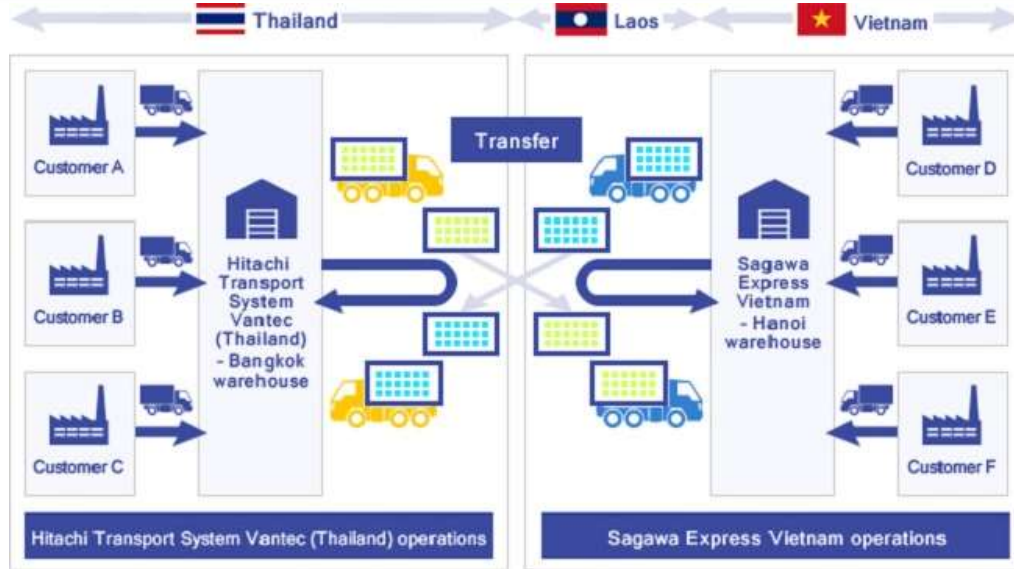 Thailand
Laos
Vietnam
Customer A
Customer B
Customer C
Hitachi
Transport
System
Vantec
(Thailand)
- Bangkok
warehouse
Transfer
Sagawa
Express
Vietnam
- Hanoi
warehouse
Customer D
Customer E
Customer F
Hitachi Transport System Vantec (Thailand) operations
Sagawa Express Vietnam operations